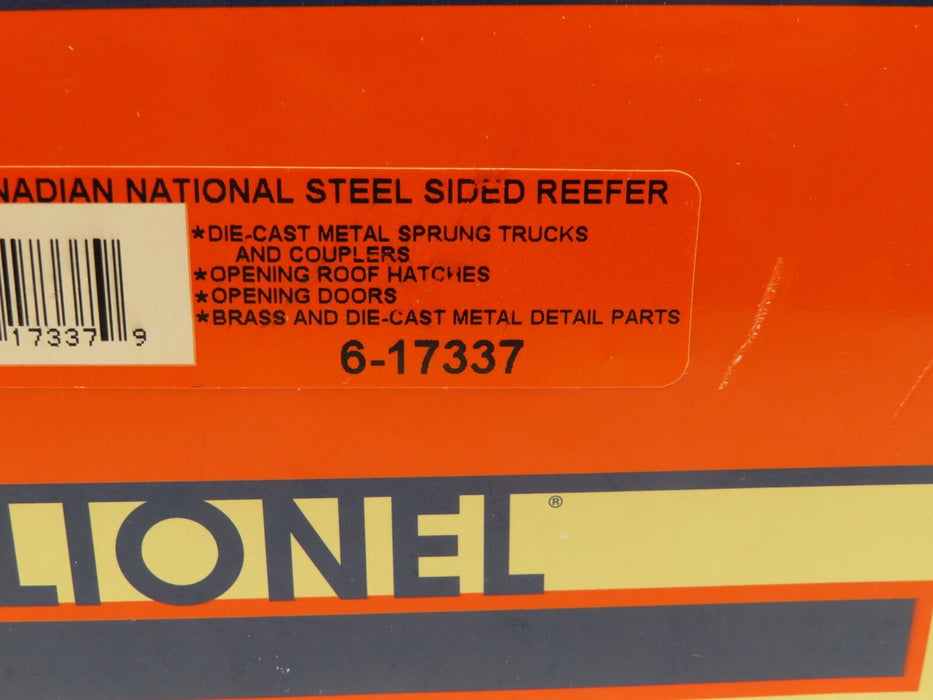 NADIAN NATIONAL STEEL SIDED REEFER
*DIE-CAST METAL SPRUNG TRUCKS
AND COUPLERS
*OPENING ROOF HATCHES
*OPENING DOORS
*BRASS AND DIE-CAST METAL DETAIL PARTS
17337 9
6-17337
LIONEL®